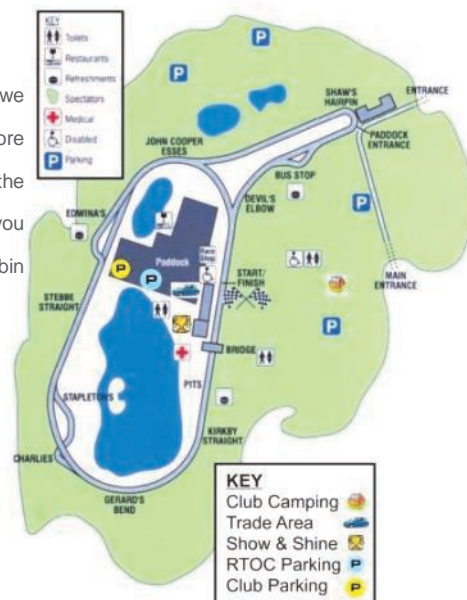 we
ore
the
you
bin
KEY
Toilets
Restaurants
Refreshments
Spectators
Medical
Disabled
P Parking
P
P
SHAW'S
HAIRPIN
ENTRANCE
PADDOCK
ENTRANCE
JOHN COOPER
ESSES
BUS STOP
DEVIL'S
ELBOW
P
EDWINA'S
Paddock
P
P
START/
FINISH
MAIN
ENTRANCE
STEBBE
STRAIGHT
P
BRIDGE
PITS
STAPLETONS
KIRKBY
STRAIGHT
CHARLIES
GERARD'S
BEND
KEY
Club Camping
Trade Area
Show & Shine
RTOC Parking P
Club Parking P